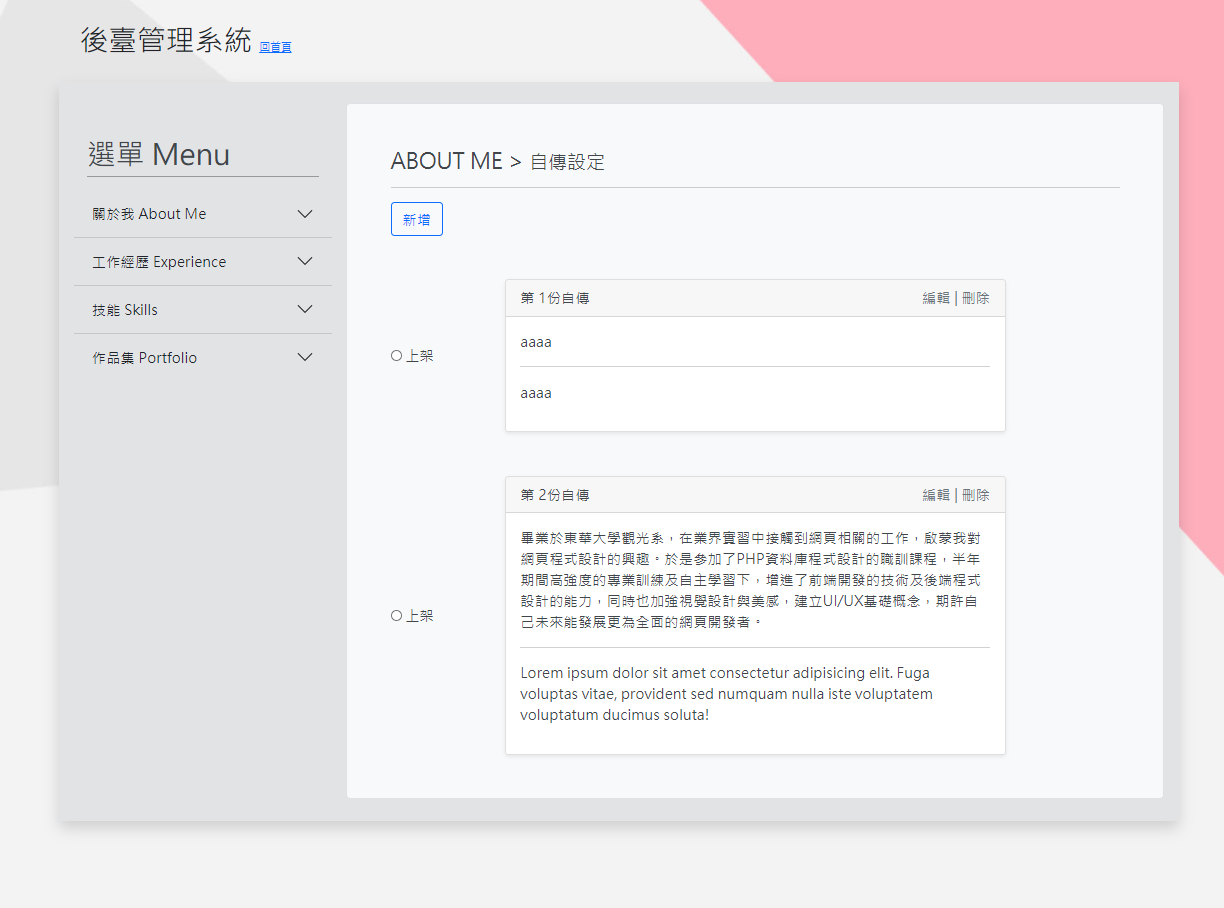 後臺管理系統 回首頁
選單 Menu
關於我 About Me
工作經歷 Experience
技能 Skills
作品集 Portfolio
ABOUT ME > 自傳設定
新增
第 1份自傳 編輯 | 刪除
上架
aaaa
aaaa
第 2份自傳 編輯 | 刪除
上架
畢業於東華大學觀光系，在業界實習中接觸到網頁相關的工作，啟蒙我對
網頁程式設計的興趣。於是參加了PHP資料庫程式設計的職訓課程，半年
期間高強度的專業訓練及自主學習下，增進了前端開發的技術及後端程式
設計的能力，同時也加強視覺設計與美感，建立UI/UX基礎概念，期許自
己未來能發展更為全面的網頁開發者。
Lorem ipsum dolor sit amet consectetur adipisicing elit. Fuga
voluptas vitae, provident sed numquam nulla iste voluptatem
voluptatum ducimus soluta!